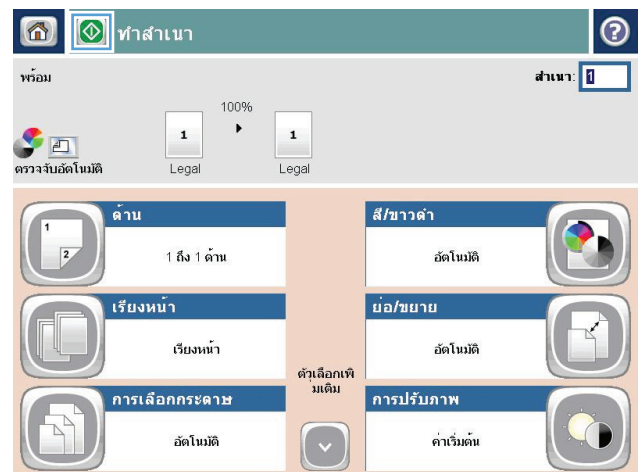 ทำสำเนา
?
พร้อม
สำเนา: 1
100%
1
1
ตรวจจับอัตโนมัติ
Legal
Legal
ด้าน
1
2
1 ถึง 1 ด้าน
สี/ขาวดำ
อัตโนมัติ
เรียงหน้า
เรียงหน้า
ย่อ/ขยาย
อัตโนมัติ
ตัวเลือกเพิ
่มเติม
การเลือกกระดาษ
อัตโนมัติ
การปรับภาพ
ค่าเริ่มต้น